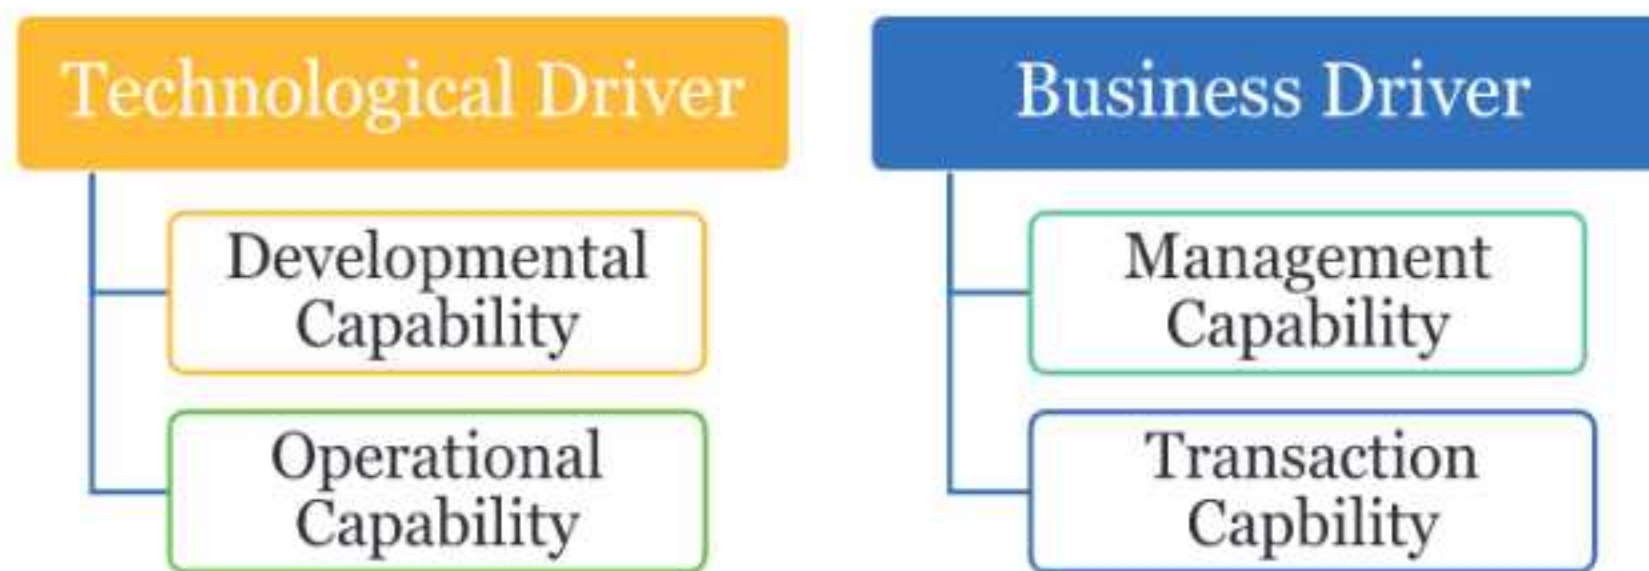 Technological Driver
Developmental
Capability
Operational
Capability
Business Driver
Management
Capability
Transaction
Capbility